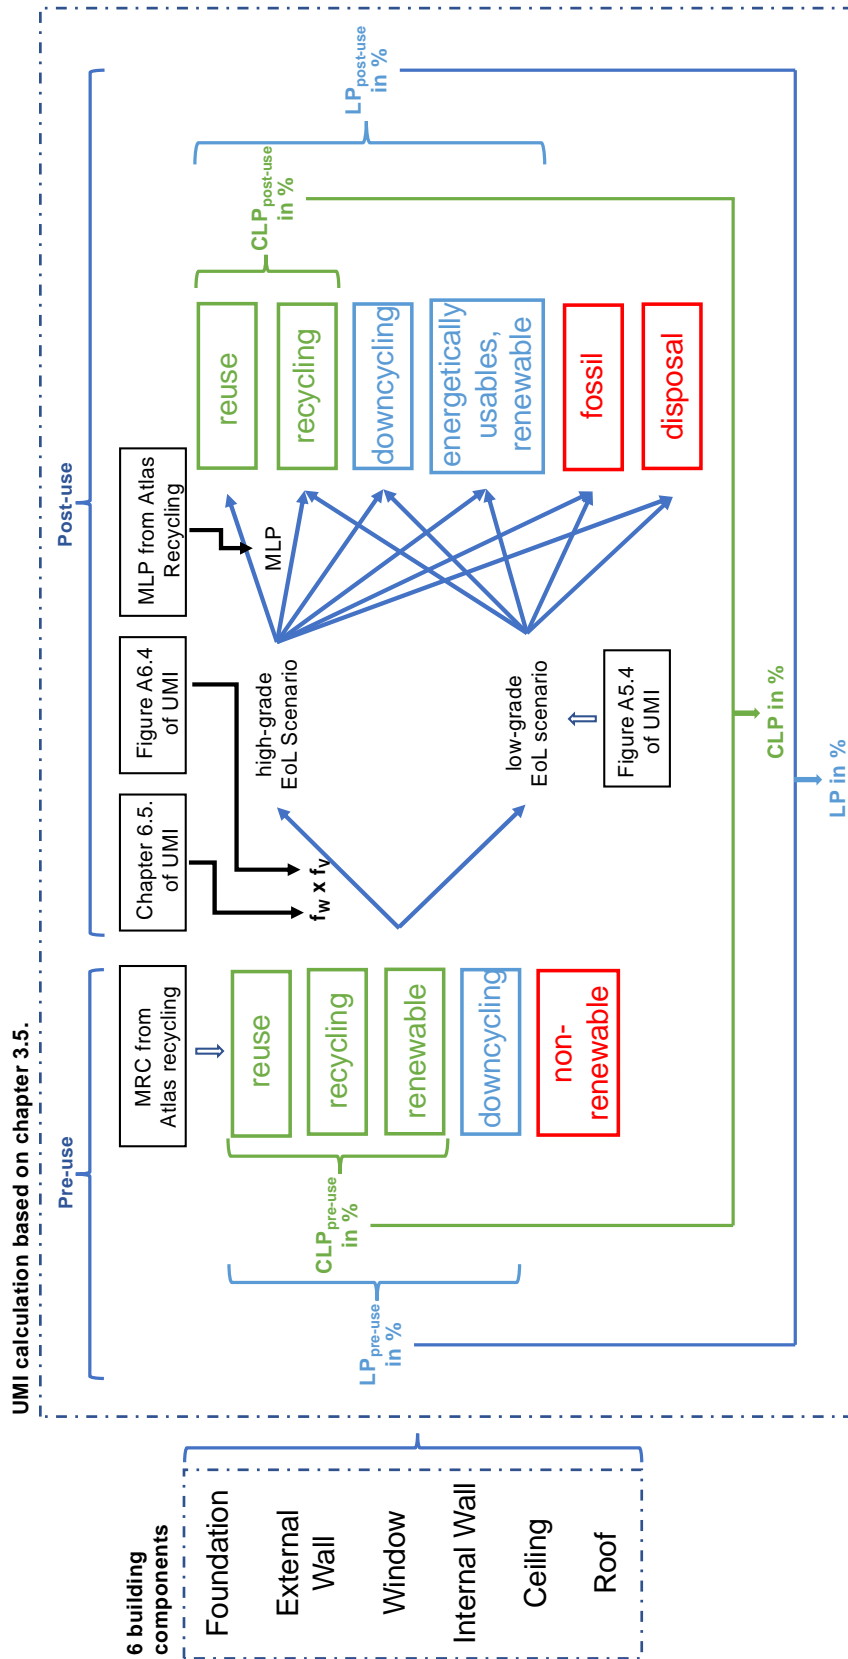 6 building
components
Foundation
External
Wall
Window
Internal Wall
Ceiling
Roof
UMI calculation based on chapter 3.5.
Pre-use
MRC from
Atlas recycling
LPpre-use
in %
CLPpre-use
in %
reuse
recycling
renewable
downcycling
non-
renewable
Post-use
Chapter 6.5.
of UMI
Figure A6.4
of UMI
MLP from Atlas
Recycling
fW x fV
high-grade
EoL Scenario
MLP
low-grade
EoL scenario
Figure A5.4
of UMI
reuse
recycling
downcycling
energetically
usables,
renewable
fossil
disposal
CLPpost-use
in %
LPpost-use
in %
CLP in %
LP in %